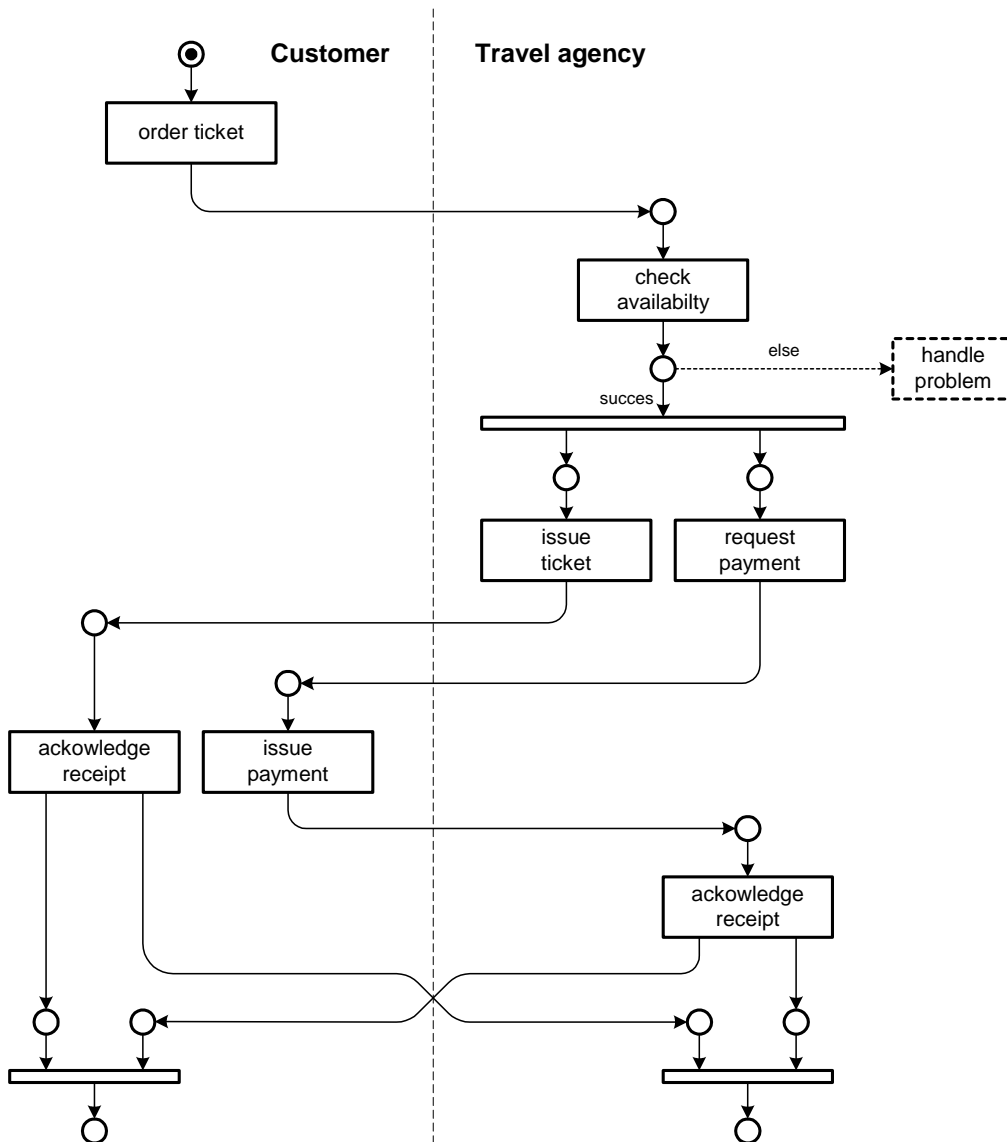 Customer
Travel agency
order ticket
check
availabilty
else
handle
problem
succes
issue
ticket
request
payment
ackowledge
receipt
issue
payment
ackowledge
receipt